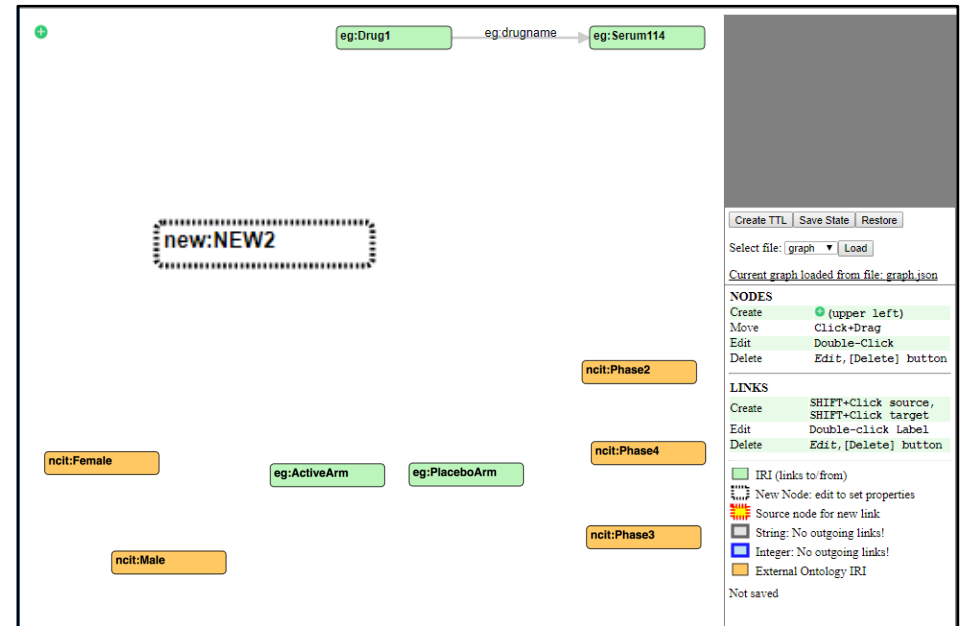 eg:Drug1
eg:drugname
eg:Serum114
new:NEW2
ncit:Phase2
ncit:Phase4
ncit:Female
eg:ActiveArm
eg:PlaceboArm
ncit:Phase3
ncit:Male
Create TTL Save State Restore
Select file: graph Load
Current graph loaded from file: graph.json
NODES
Create (upper left)
Move Click+Drag
Edit Double-Click
Delete Edit,[Delete] button
LINKS
Create SHIFT+Click source,
SHIFT+Click target
Edit Double-click Label
Delete Edit,[Delete] button
IRI (links to/from)
New Node: edit to set properties
Source node for new link
String: No outgoing links!
Integer: No outgoing links!
External Ontology IRI
Not saved